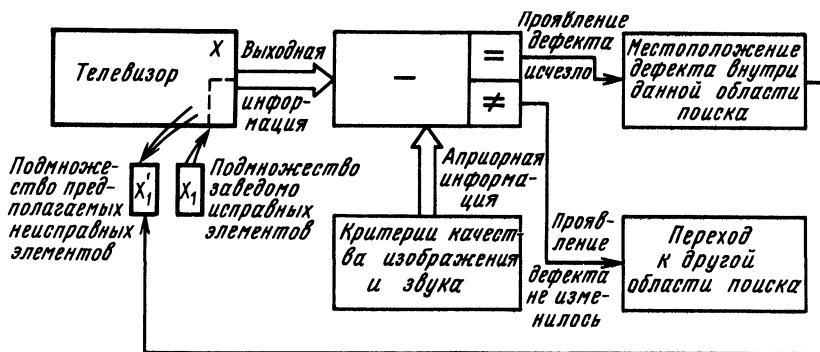 X
Телевизор
Выходная
инфор-
мация
–
=
≠
Проявление
дефекта
исчезло
Местоположение
дефекта внутри
данной области
поиска
Подмноже-
ство пред-
полагаемых
неисправных
элементов
X₁'
X₁
Подмножество
заведомо
исправных
элементов
Априорная
информа-
ция
Критерии качест-
ва изображения
и звука
Прояв-
ление
дефекта
не изме-
нилось
Переход
к другой
области поиска